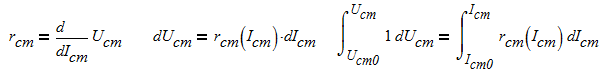 r_cm = d/dI_cm U_cm   dU_cm = r_cm(I_cm)·dI_cm   ∫_{U_cm0}^{U_cm} 1 dU_cm = ∫_{I_cm0}^{I_cm} r_cm(I_cm) dI_cm